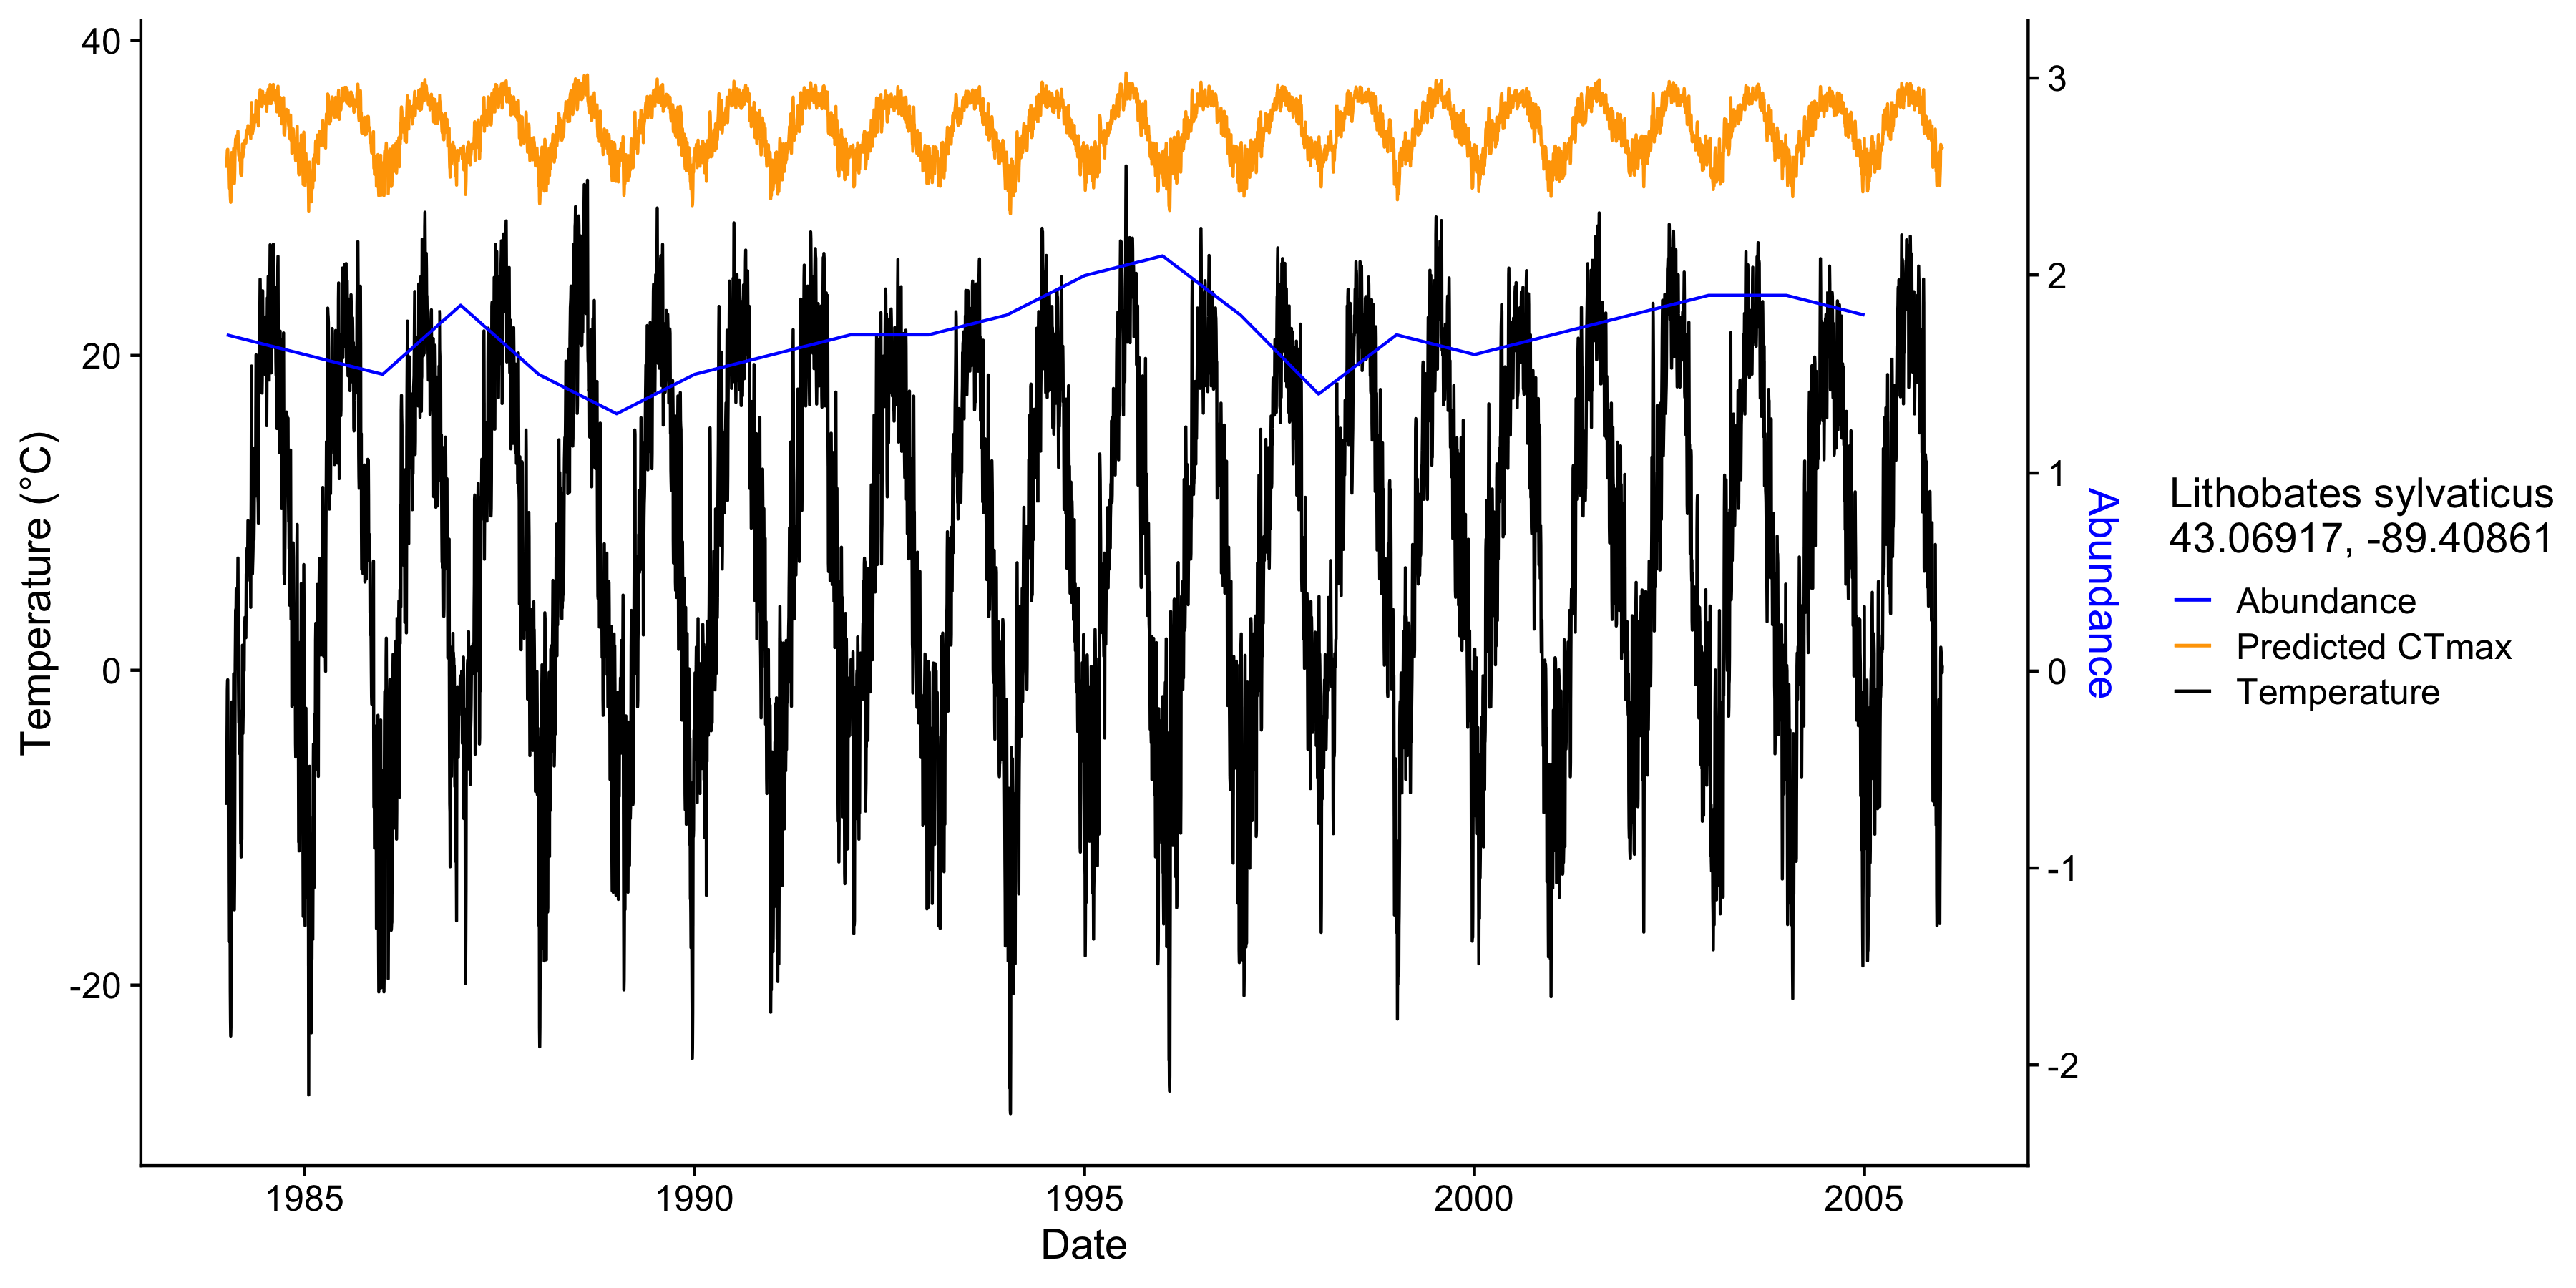 40
20
0
-20
Temperature (°C)
1985
1990
1995
2000
2005
Date
3
2
1
0
-1
-2
Abundance
Lithobates sylvaticus
43.06917, -89.40861
Abundance
Predicted CTmax
Temperature